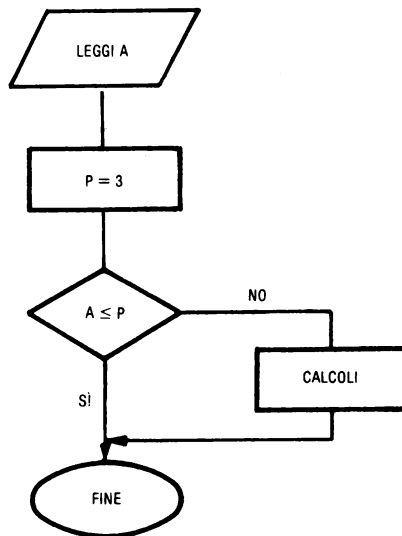 LEGGI A
P = 3
A ≤ P
NO
SÌ
CALCOLI
FINE